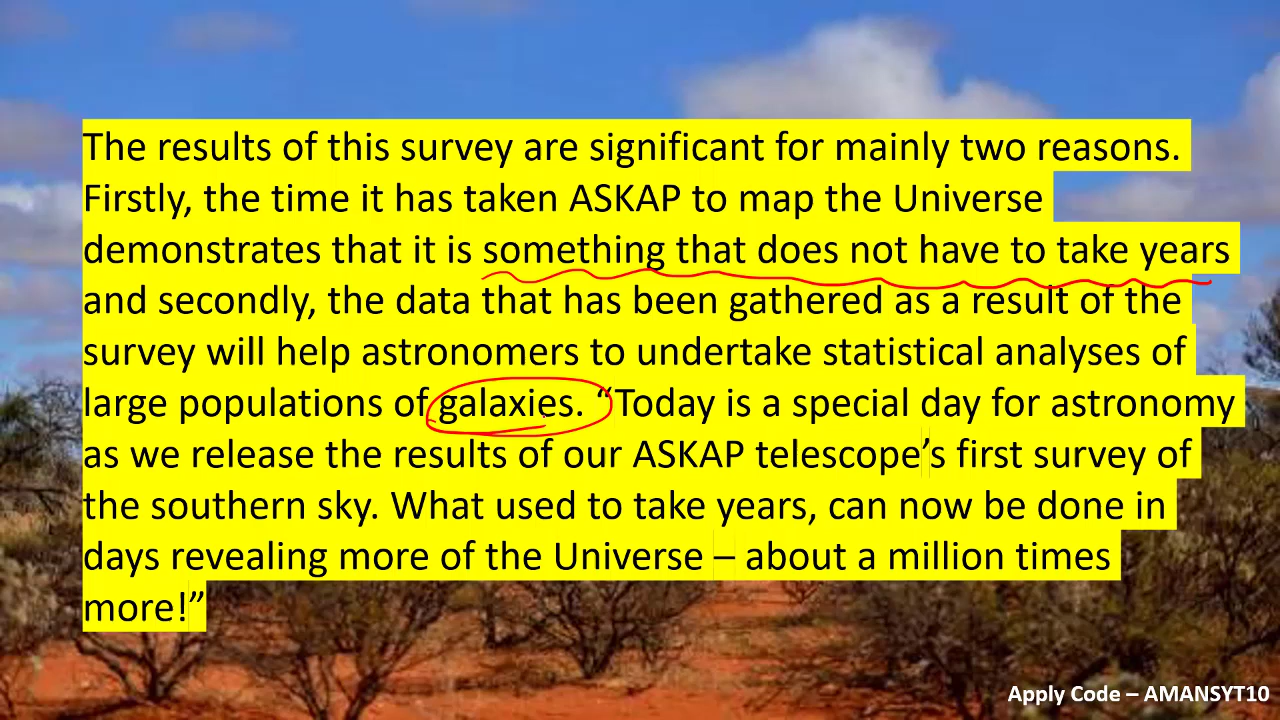 The results of this survey are significant for mainly two reasons.
Firstly, the time it has taken ASKAP to map the Universe
demonstrates that it is something that does not have to take years
and secondly, the data that has been gathered as a result of the
survey will help astronomers to undertake statistical analyses of
large populations of galaxies. “Today is a special day for astronomy
as we release the results of our ASKAP telescope’s first survey of
the southern sky. What used to take years, can now be done in
days revealing more of the Universe – about a million times
more!”
Apply Code – AMANSYT10